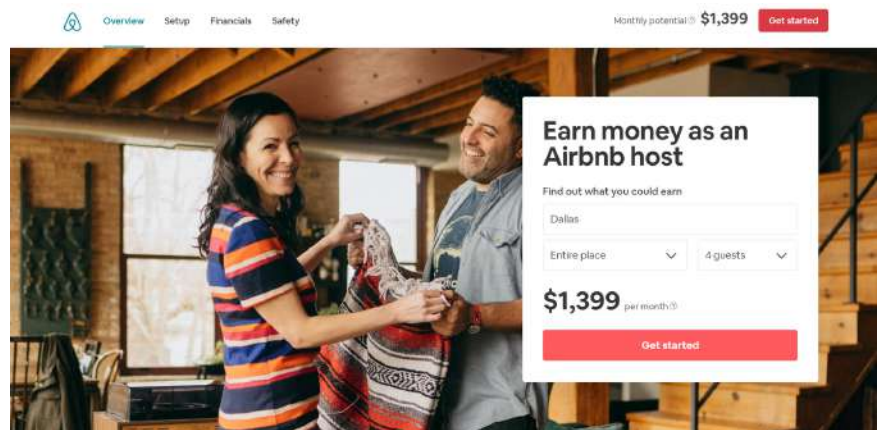 Overview Setup Financials Safety Monthly potential $1,399 Get started
Earn money as an
Airbnb host
Find out what you could earn
Dallas
Entire place 4 guests
$1,399 per month
Get started